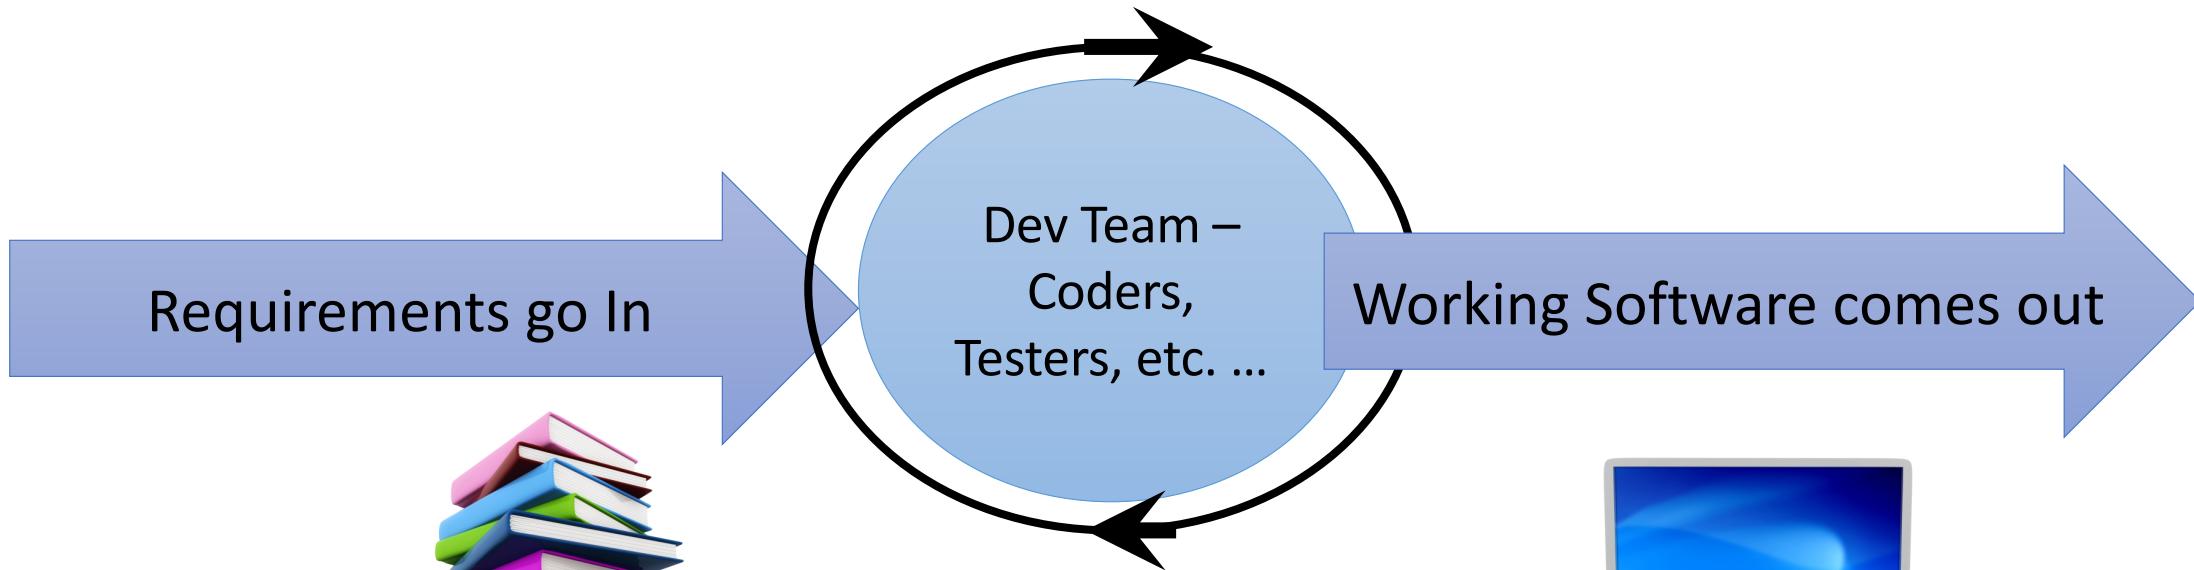 Requirements go In
Dev Team –
Coders,
Testers, etc. …
Working Software comes out